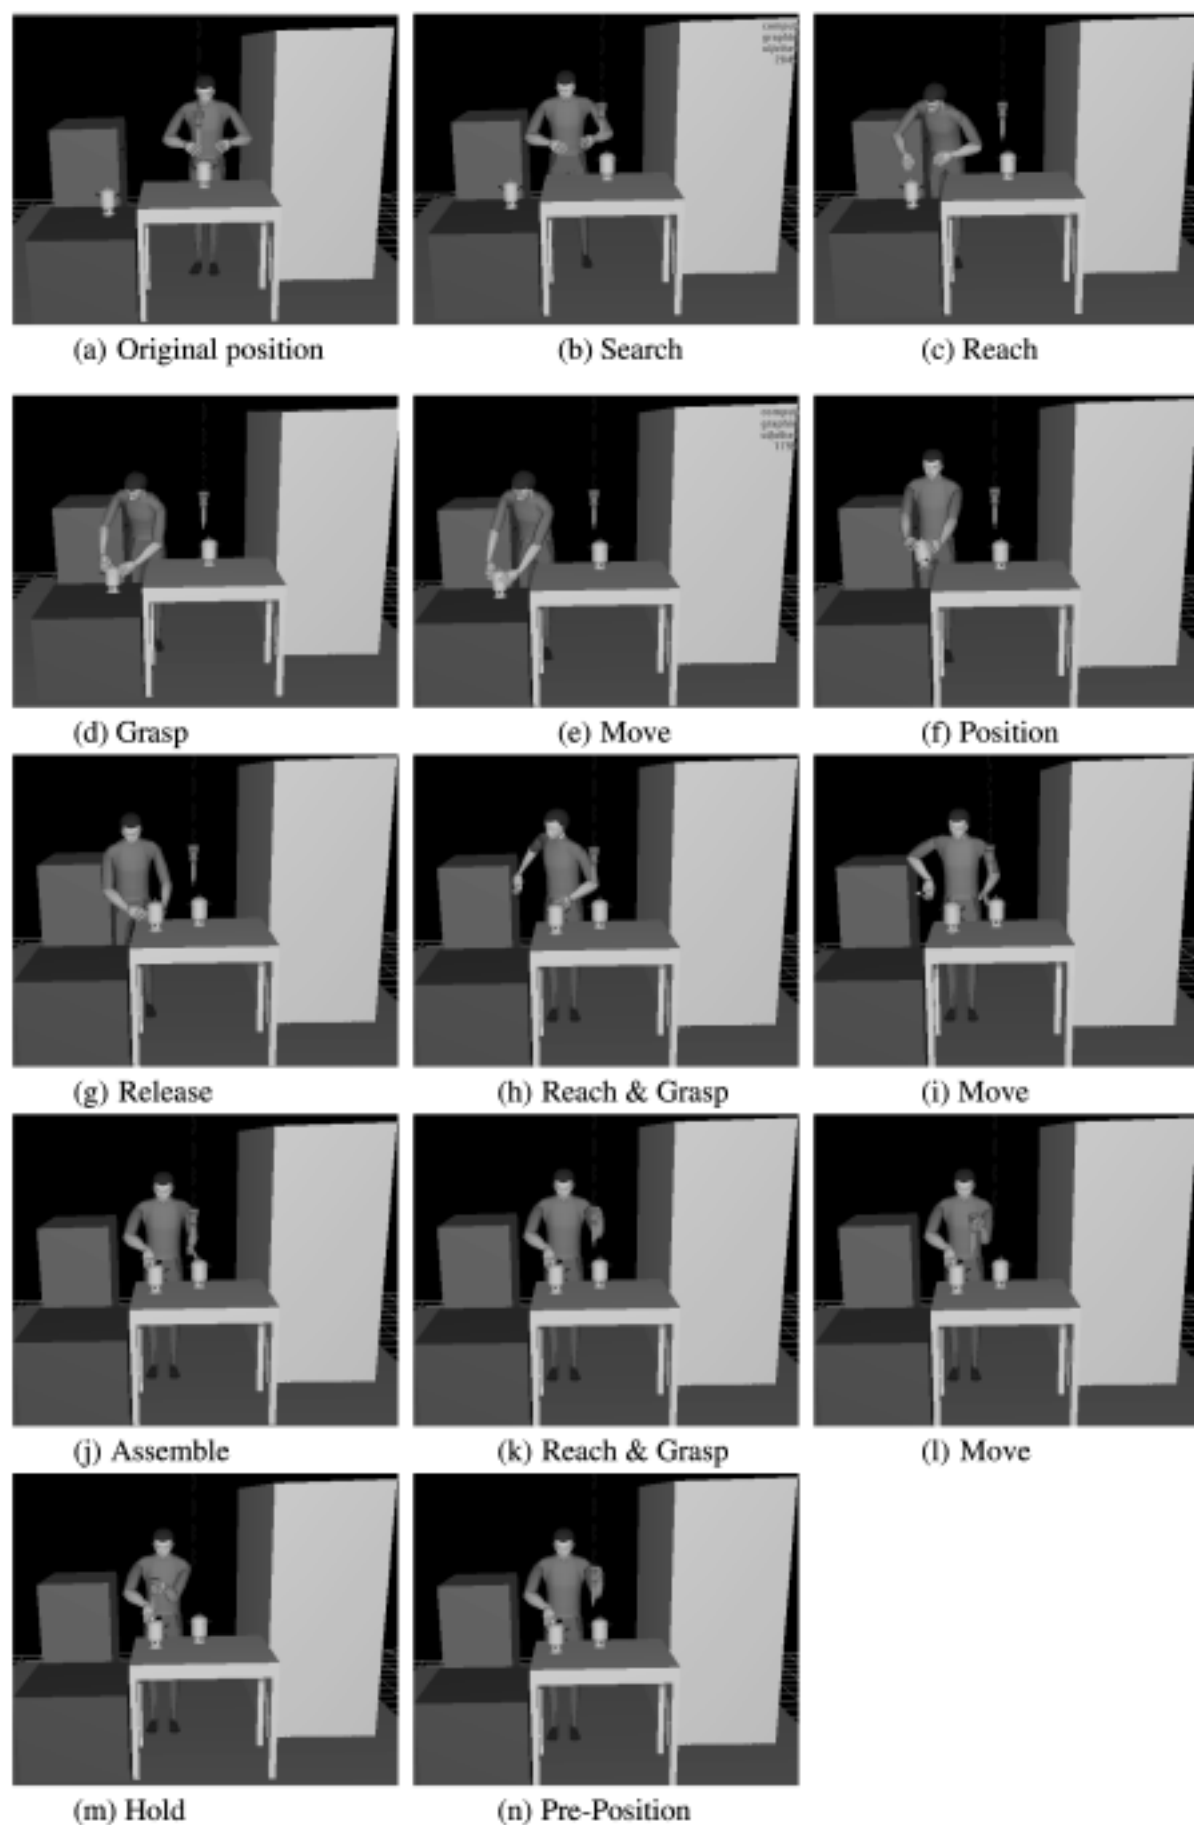 (a) Original position
(b) Search
(c) Reach
(d) Grasp
(e) Move
(f) Position
(g) Release
(h) Reach & Grasp
(i) Move
(j) Assemble
(k) Reach & Grasp
(l) Move
(m) Hold
(n) Pre-Position